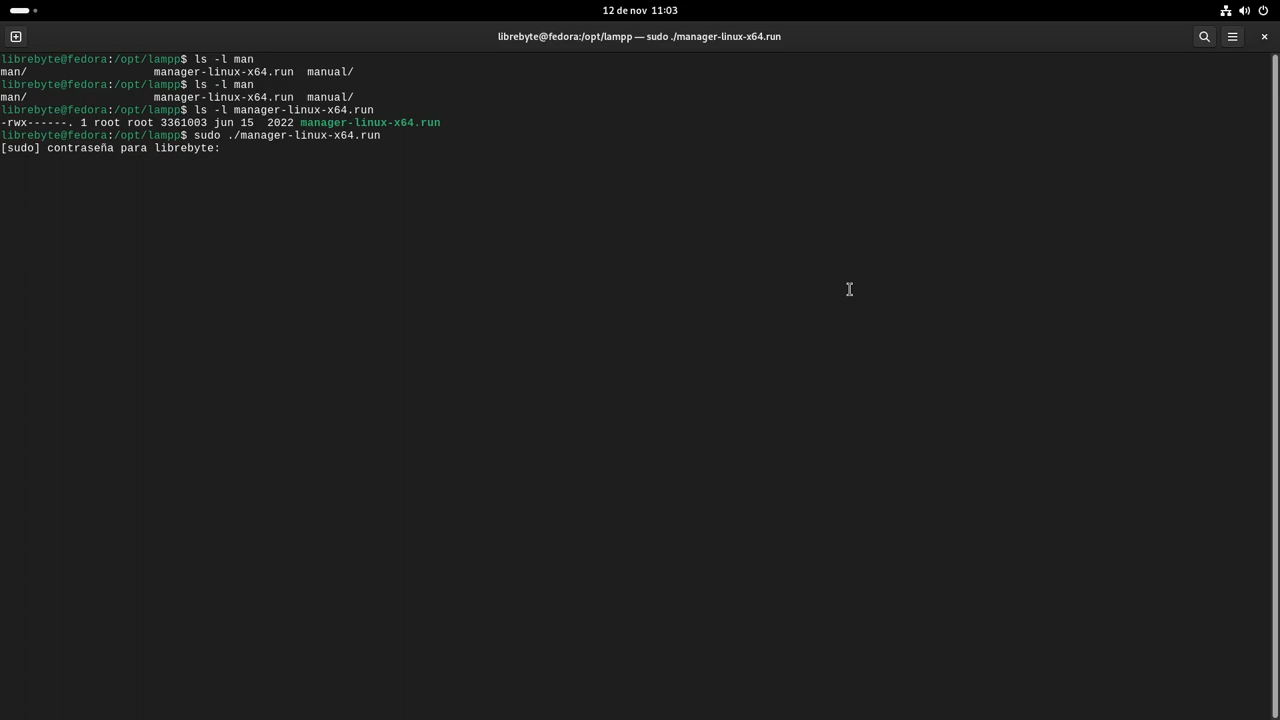 12 de nov 11:03
librebyte@fedora:/opt/lampp — sudo ./manager-linux-x64.run
librebyte@fedora:/opt/lampp$ ls -l man
man/                   manager-linux-x64.run  manual/
librebyte@fedora:/opt/lampp$ ls -l man
man/                   manager-linux-x64.run  manual/
librebyte@fedora:/opt/lampp$ ls -l manager-linux-x64.run
-rwx------. 1 root root 3361003 jun 15  2022 manager-linux-x64.run
librebyte@fedora:/opt/lampp$ sudo ./manager-linux-x64.run
[sudo] contraseña para librebyte: